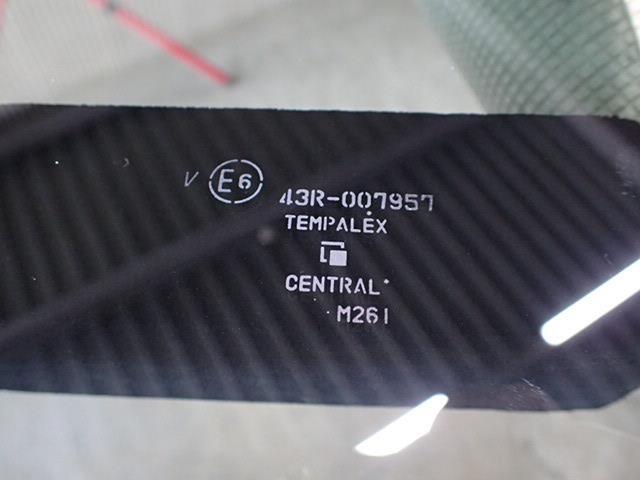 V E6 43R-007957
TEMPALEX
CENTRAL
M261